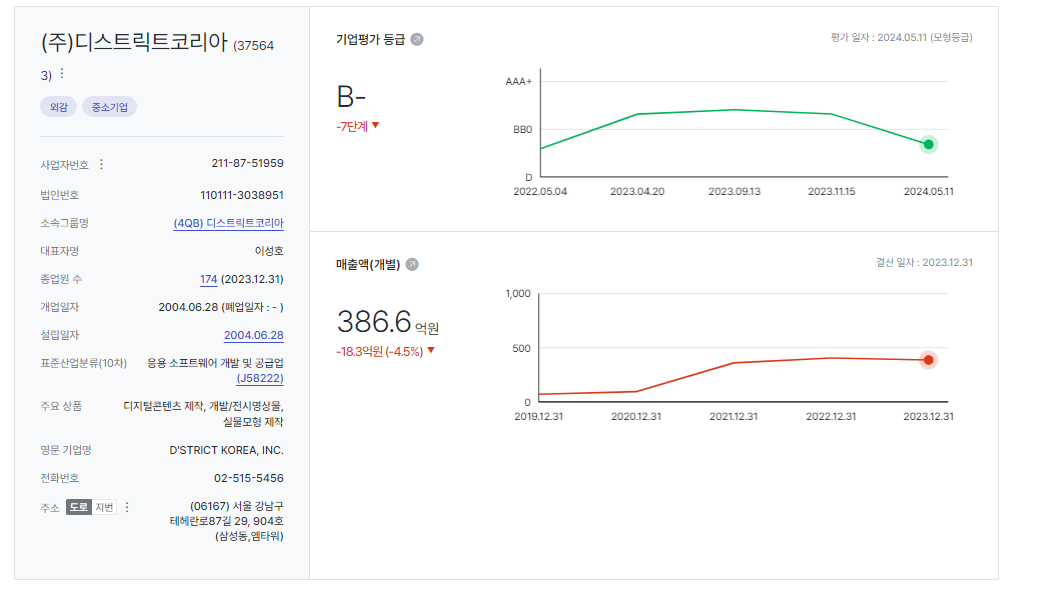 (주)디스트릭트코리아 (37564
3) ⋮
외감 중소기업
사업자번호 ⋮ 211-87-51959
법인번호 110111-3038951
소속그룹명 (4QB) 디스트릭트코리아
대표자명 이성호
종업원 수 174 (2023.12.31)
개업일자 2004.06.28 (폐업일자 : - )
설립일자 2004.06.28
표준산업분류(10차) 응용 소프트웨어 개발 및 공급업
(J58222)
주요 상품 디지털콘텐츠 제작, 개발/전시영상물,
실물모형 제작
영문 기업명 D'STRICT KOREA, INC.
전화번호 02-515-5456
주소 도로 지번 ⋮ (06167) 서울 강남구
테헤란로87길 29, 904호
(삼성동,엠타워)
기업평가 등급
평가 일자 : 2024.05.11 (모형등급)
B-
-7단계 ▼
AAA+
BB0
D
2022.05.04 2023.04.20 2023.09.13 2023.11.15 2024.05.11
매출액(개별)
결산 일자 : 2023.12.31
386.6 억원
-18.3억원 (-4.5%) ▼
1,000
500
0
2019.12.31 2020.12.31 2021.12.31 2022.12.31 2023.12.31